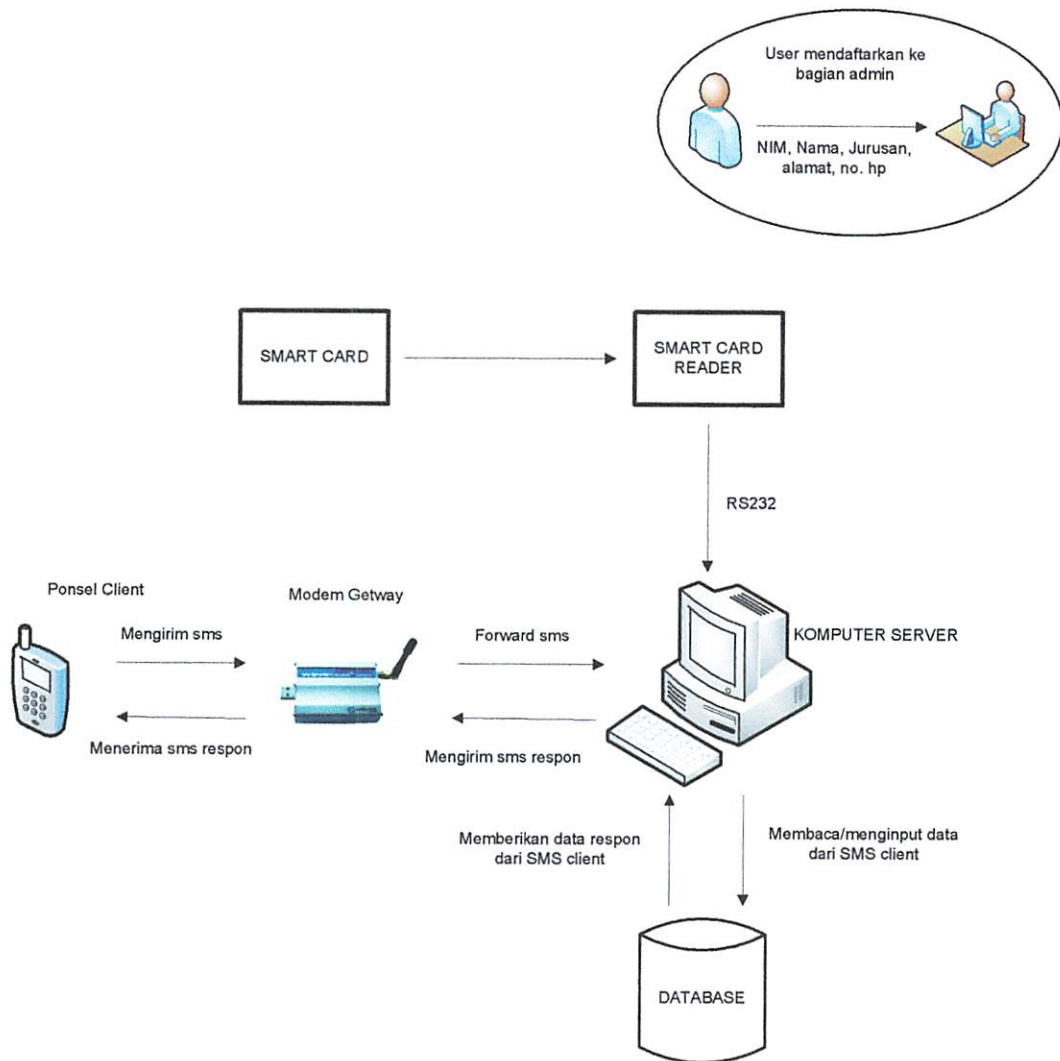 User mendaftarkan ke
bagian admin
NIM, Nama, Jurusan,
alamat, no. hp
SMART CARD
SMART CARD
READER
RS232
Ponsel Client
Modem Getway
Mengirim sms
Forward sms
KOMPUTER SERVER
Menerima sms respon
Mengirim sms respon
Memberikan data respon
dari SMS client
Membaca/menginput data
dari SMS client
DATABASE